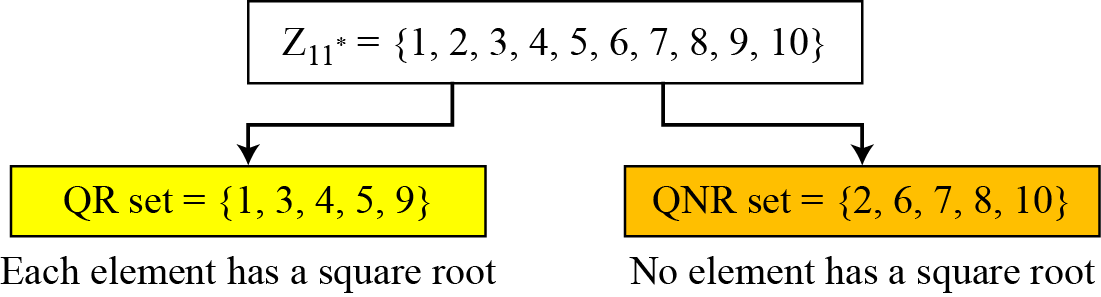 Z11* = {1, 2, 3, 4, 5, 6, 7, 8, 9, 10}
QR set = {1, 3, 4, 5, 9}
QNR set = {2, 6, 7, 8, 10}
Each element has a square root
No element has a square root